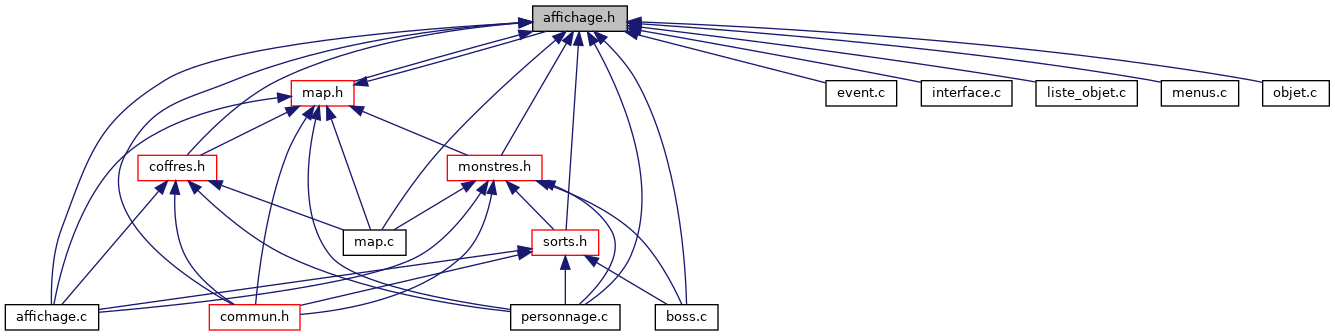 affichage.h
map.h
event.c
interface.c
liste_objet.c
menus.c
objet.c
coffres.h
monstres.h
map.c
sorts.h
affichage.c
commun.h
personnage.c
boss.c